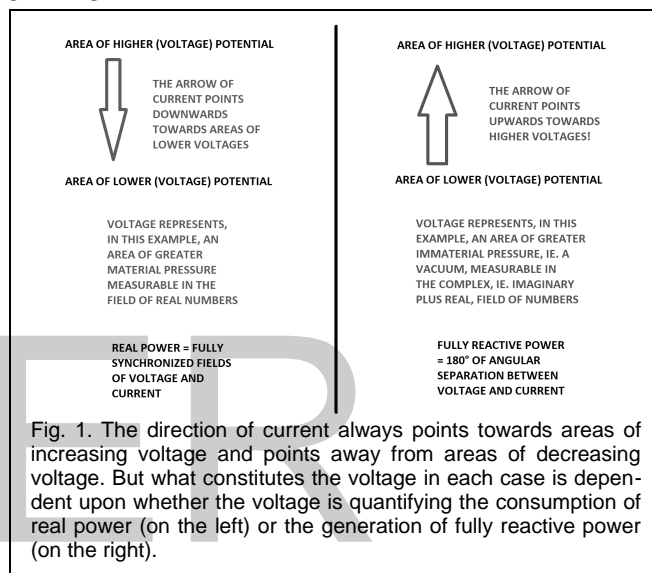 AREA OF HIGHER (VOLTAGE) POTENTIAL
THE ARROW OF
CURRENT POINTS
DOWNWARDS
TOWARDS AREAS OF
LOWER VOLTAGES
AREA OF LOWER (VOLTAGE) POTENTIAL
VOLTAGE REPRESENTS,
IN THIS EXAMPLE, AN
AREA OF GREATER
MATERIAL PRESSURE
MEASURABLE IN THE
FIELD OF REAL NUMBERS
REAL POWER = FULLY
SYNCHRONIZED FIELDS
OF VOLTAGE AND
CURRENT
AREA OF HIGHER (VOLTAGE) POTENTIAL
THE ARROW OF
CURRENT POINTS
UPWARDS TOWARDS
HIGHER VOLTAGES!
AREA OF LOWER (VOLTAGE) POTENTIAL
VOLTAGE REPRESENTS, IN THIS
EXAMPLE, AN AREA OF GREATER
IMMATERIAL PRESSURE, IE. A
VACUUM, MEASURABLE IN
THE COMPLEX, IE. IMAGINARY
PLUS REAL, FIELD OF NUMBERS
FULLY REACTIVE POWER
= 180° OF ANGULAR
SEPARATION BETWEEN
VOLTAGE AND CURRENT
Fig. 1. The direction of current always points towards areas of
increasing voltage and points away from areas of decreasing
voltage. But what constitutes the voltage in each case is depen-
dent upon whether the voltage is quantifying the consumption of
real power (on the left) or the generation of fully reactive power
(on the right).
ER